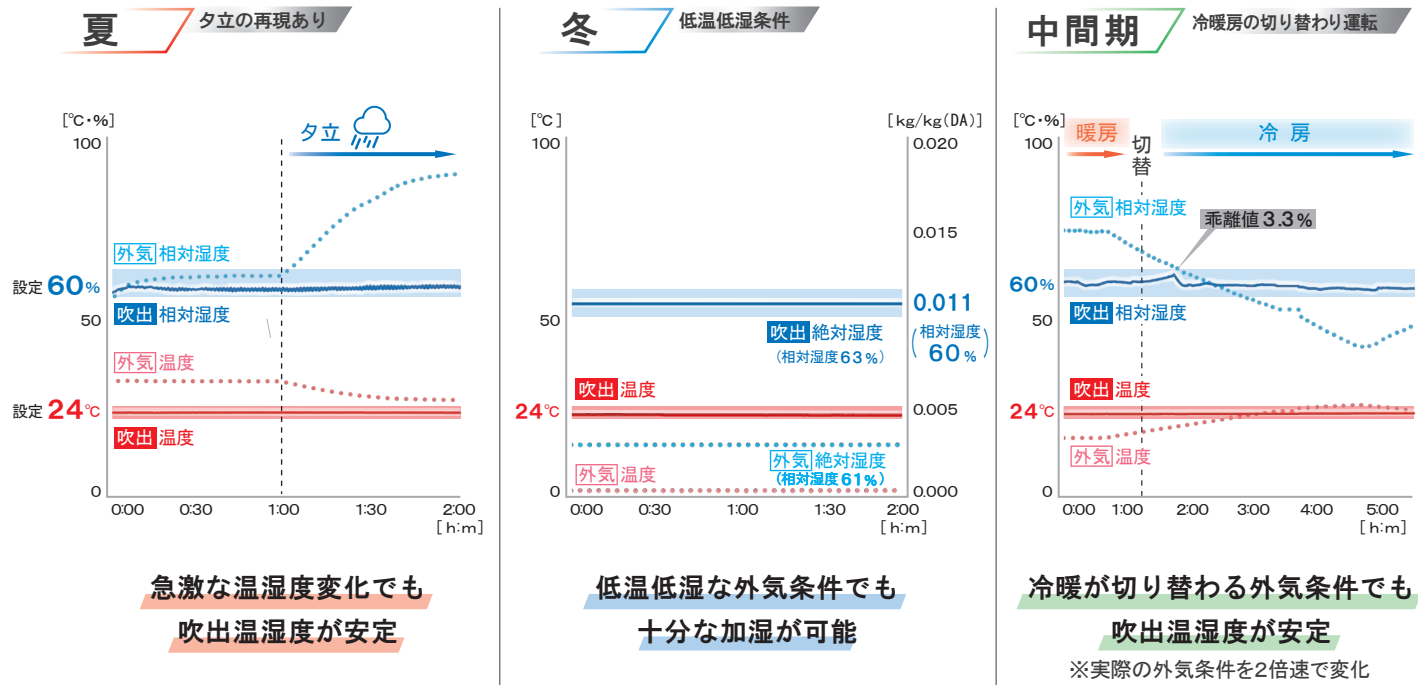 夏
夕立の再現あり
[℃・%]
100
夕立
外気 相対湿度
設定 60%
吹出 相対湿度
50
外気 温度
設定 24℃
吹出 温度
0
0:00 0:30 1:00 1:30 2:00
[h:m]
急激な温湿度変化でも
吹出温湿度が安定
冬
低温低湿条件
[℃] [kg/kg(DA)]
100 0.020
0.015
0.011
50
吹出 絶対湿度
(相対湿度63%)
(相対湿度
60%)
吹出 温度
24℃ 0.005
外気 絶対湿度
(相対湿度61%)
外気 温度
0 0.000
0:00 0:30 1:00 1:30 2:00
[h:m]
低温低湿な外気条件でも
十分な加湿が可能
中間期
冷暖房の切り替わり運転
[℃・%]
100
暖房
切替
冷房
外気 相対湿度
乖離値3.3%
60%
吹出 相対湿度
50
吹出 温度
24℃
外気 温度
0
0:00 1:00 2:00 3:00 4:00 5:00
[h:m]
冷暖が切り替わる外気条件でも
吹出温湿度が安定
※実際の外気条件を2倍速で変化